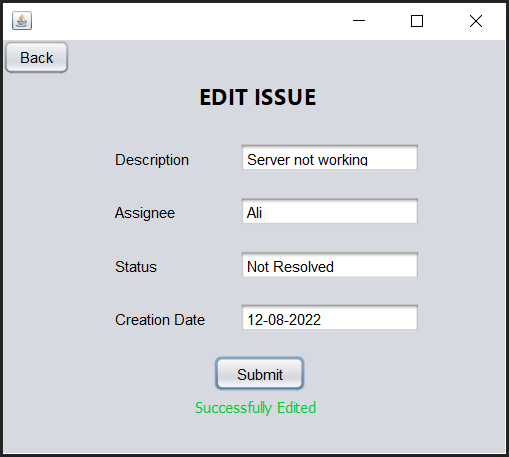 Back
EDIT ISSUE
Description Server not working
Assignee Ali
Status Not Resolved
Creation Date 12-08-2022
Submit
Successfully Edited